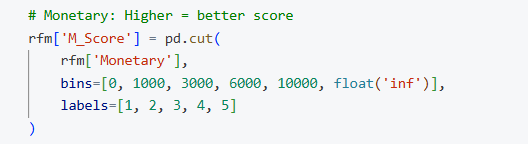 # Monetary: Higher = better score
rfm['M_Score'] = pd.cut(
    rfm['Monetary'],
    bins=[0, 1000, 3000, 6000, 10000, float('inf')],
    labels=[1, 2, 3, 4, 5]
)